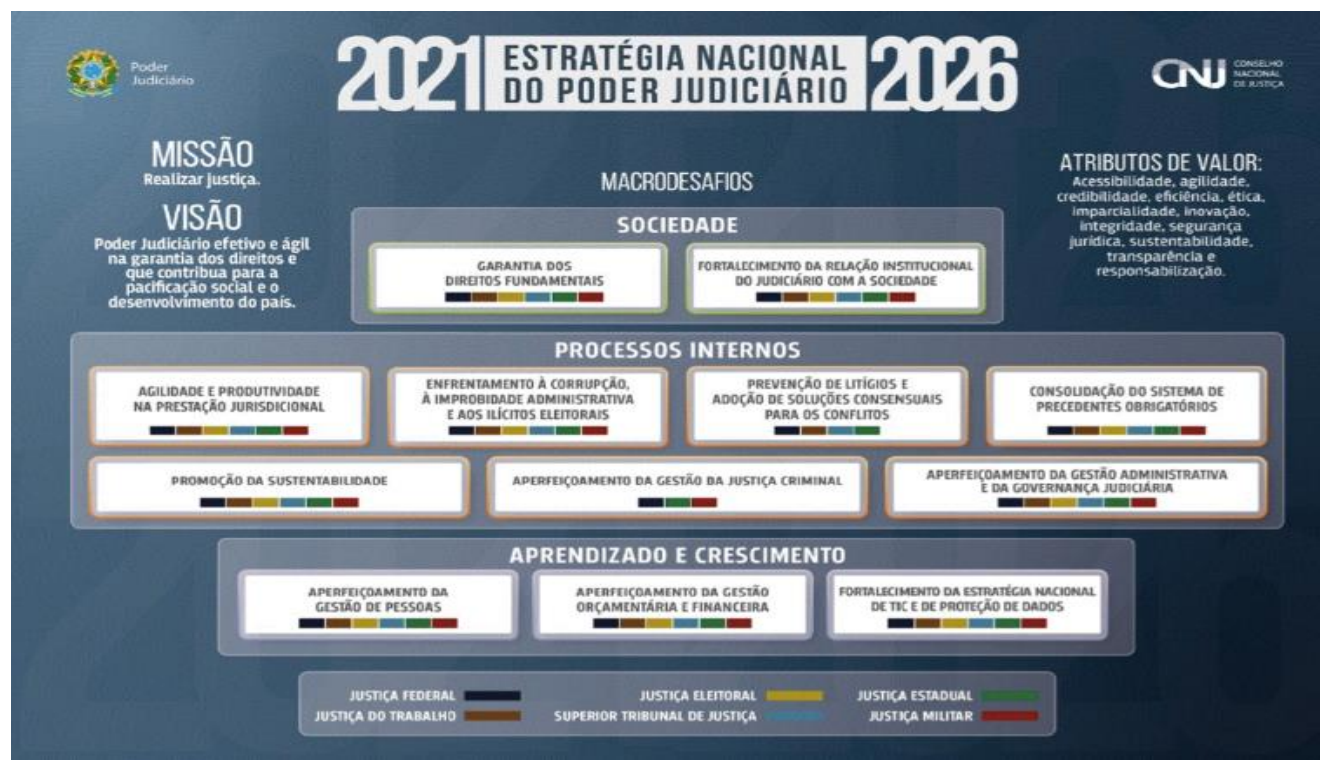 Poder
Judiciário
2021 ESTRATÉGIA NACIONAL
DO PODER JUDICIÁRIO 2026
CNJ CONSELHO
NACIONAL
DE JUSTIÇA
MISSÃO
Realizar justiça.
VISÃO
Poder Judiciário efetivo e ágil
na garantia dos direitos e
que contribua para a
pacificação social e o
desenvolvimento do país.
MACRODESAFIOS
ATRIBUTOS DE VALOR:
Acessibilidade, agilidade,
credibilidade, eficiência, ética,
imparcialidade, inovação,
integridade, segurança
jurídica, sustentabilidade,
transparência e
responsabilização.
SOCIEDADE
GARANTIA DOS
DIREITOS FUNDAMENTAIS
FORTALECIMENTO DA RELAÇÃO INSTITUCIONAL
DO JUDICIÁRIO COM A SOCIEDADE
PROCESSOS INTERNOS
AGILIDADE E PRODUTIVIDADE
NA PRESTAÇÃO JURISDICIONAL
ENFRENTAMENTO À CORRUPÇÃO,
À IMPROBIDADE ADMINISTRATIVA
E AOS ILÍCITOS ELEITORAIS
PREVENÇÃO DE LITÍGIOS E
ADOÇÃO DE SOLUÇÕES CONSENSUAIS
PARA OS CONFLITOS
CONSOLIDAÇÃO DO SISTEMA DE
PRECEDENTES OBRIGATÓRIOS
PROMOÇÃO DA SUSTENTABILIDADE
APERFEIÇOAMENTO DA GESTÃO DA JUSTIÇA CRIMINAL
APERFEIÇOAMENTO DA GESTÃO ADMINISTRATIVA
E DA GOVERNANÇA JUDICIÁRIA
APRENDIZADO E CRESCIMENTO
APERFEIÇOAMENTO DA
GESTÃO DE PESSOAS
APERFEIÇOAMENTO DA GESTÃO
ORÇAMENTÁRIA E FINANCEIRA
FORTALECIMENTO DA ESTRATÉGIA NACIONAL
DE TIC E DE PROTEÇÃO DE DADOS
JUSTIÇA FEDERAL
JUSTIÇA ELEITORAL
JUSTIÇA ESTADUAL
JUSTIÇA DO TRABALHO
SUPERIOR TRIBUNAL DE JUSTIÇA
JUSTIÇA MILITAR